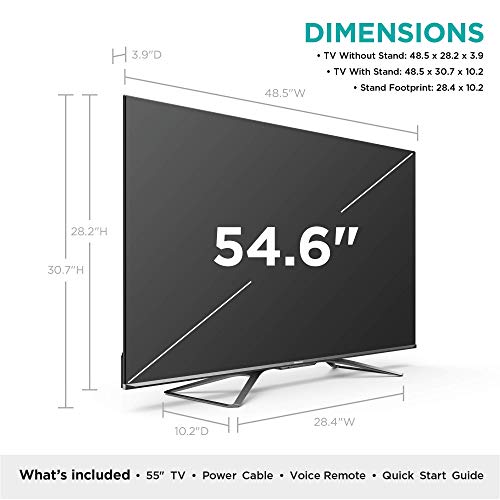 DIMENSIONS
• TV Without Stand: 48.5 x 28.2 x 3.9
• TV With Stand: 48.5 x 30.7 x 10.2
• Stand Footprint: 28.4 x 10.2
3.9"D
48.5"W
28.2"H
30.7"H
54.6"
10.2"D
28.4"W
What's included • 55" TV • Power Cable • Voice Remote • Quick Start Guide